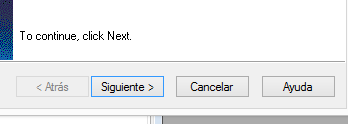 To continue, click Next.
< Atrás
Siguiente >
Cancelar
Ayuda